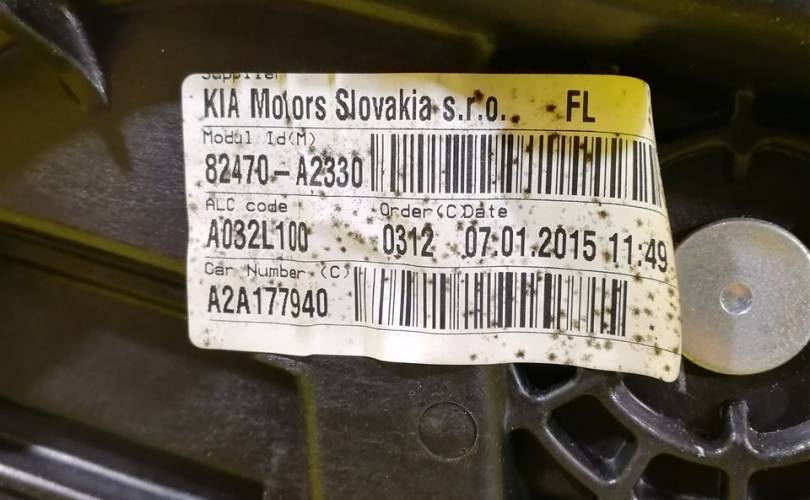 Supplier
KIA Motors Slovakia s.r.o. FL
Modul Id(M)
82470-A2330
ALC code Order(C)Date
A032L100 0312 07.01.2015 11:49
Car Number (C)
A2A177940